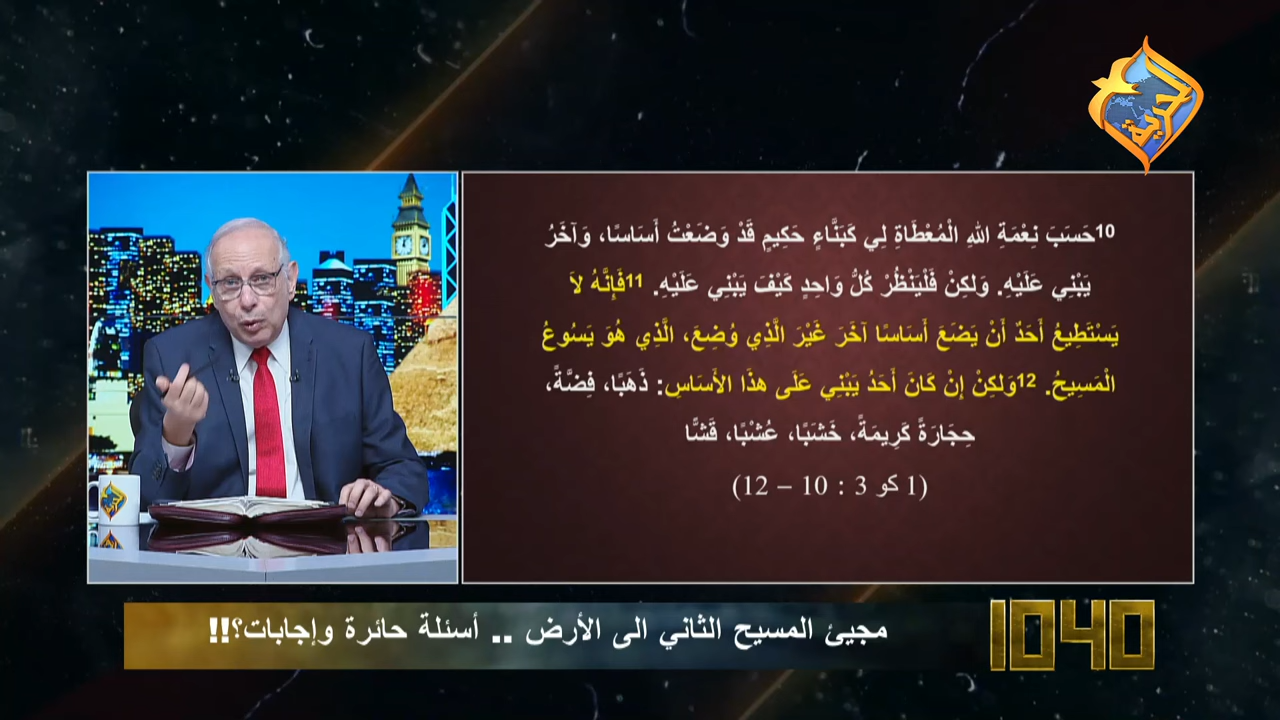 الحرية
10حَسَبَ نِعْمَةِ اللهِ الْمُعْطَاةِ لِي كَبَنَّاءٍ حَكِيمٍ قَدْ وَضَعْتُ أَسَاسًا، وَآخَرُ
يَبْنِي عَلَيْهِ. وَلكِنْ فَلْيَنْظُرْ كُلُّ وَاحِدٍ كَيْفَ يَبْنِي عَلَيْهِ. 11فَإِنَّهُ لاَ
يَسْتَطِيعُ أَحَدٌ أَنْ يَضَعَ أَسَاسًا آخَرَ غَيْرَ الَّذِي وُضِعَ، الَّذِي هُوَ يَسُوعُ
الْمَسِيحُ. 12وَلكِنْ إِنْ كَانَ أَحَدٌ يَبْنِي عَلَى هذَا الأَسَاسِ: ذَهَبًا، فِضَّةً،
حِجَارَةً كَرِيمَةً، خَشَبًا، عُشْبًا، قَشًّا
(1 كو 3 : 10 – 12)
مجيئ المسيح الثاني الى الأرض .. أسئلة حائرة وإجابات؟!!
1040